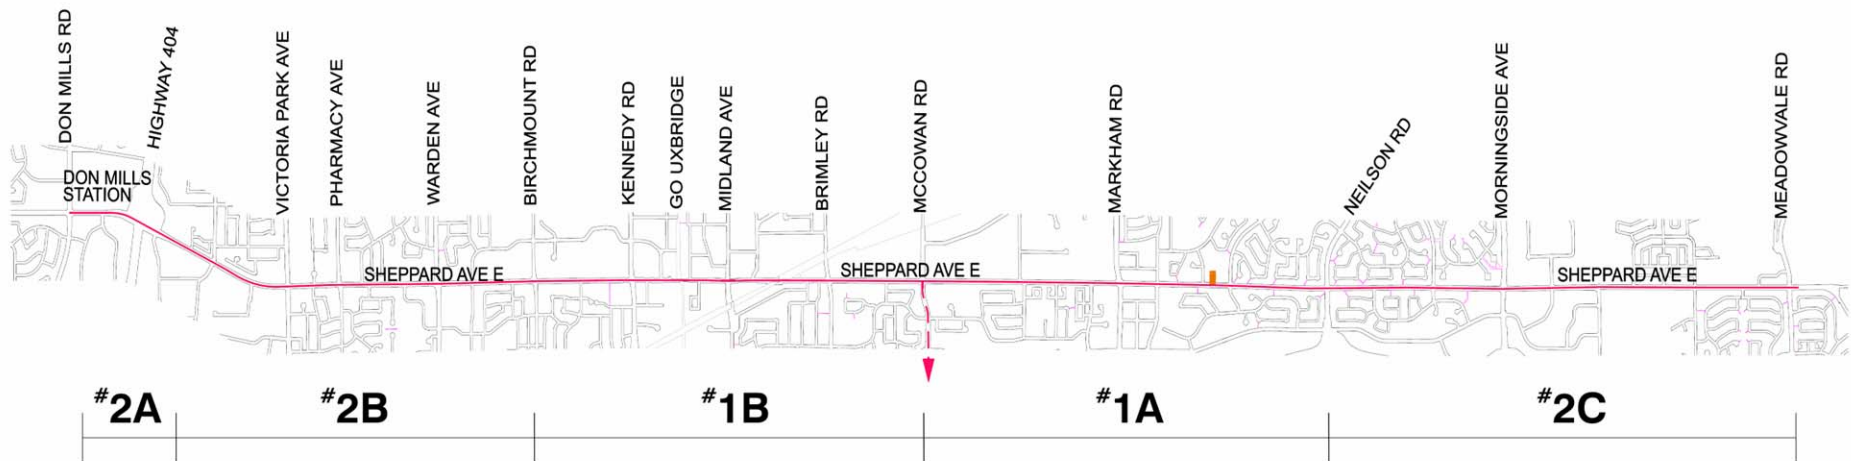 DON MILLS RD
HIGHWAY 404
VICTORIA PARK AVE
PHARMACY AVE
WARDEN AVE
BIRCHMOUNT RD
KENNEDY RD
GO UXBRIDGE
MIDLAND AVE
BRIMLEY RD
MCCOWAN RD
MARKHAM RD
NEILSON RD
MORNINGSIDE AVE
MEADOWVALE RD
DON MILLS
STATION
SHEPPARD AVE E
SHEPPARD AVE E
SHEPPARD AVE E
#2A
#2B
#1B
#1A
#2C